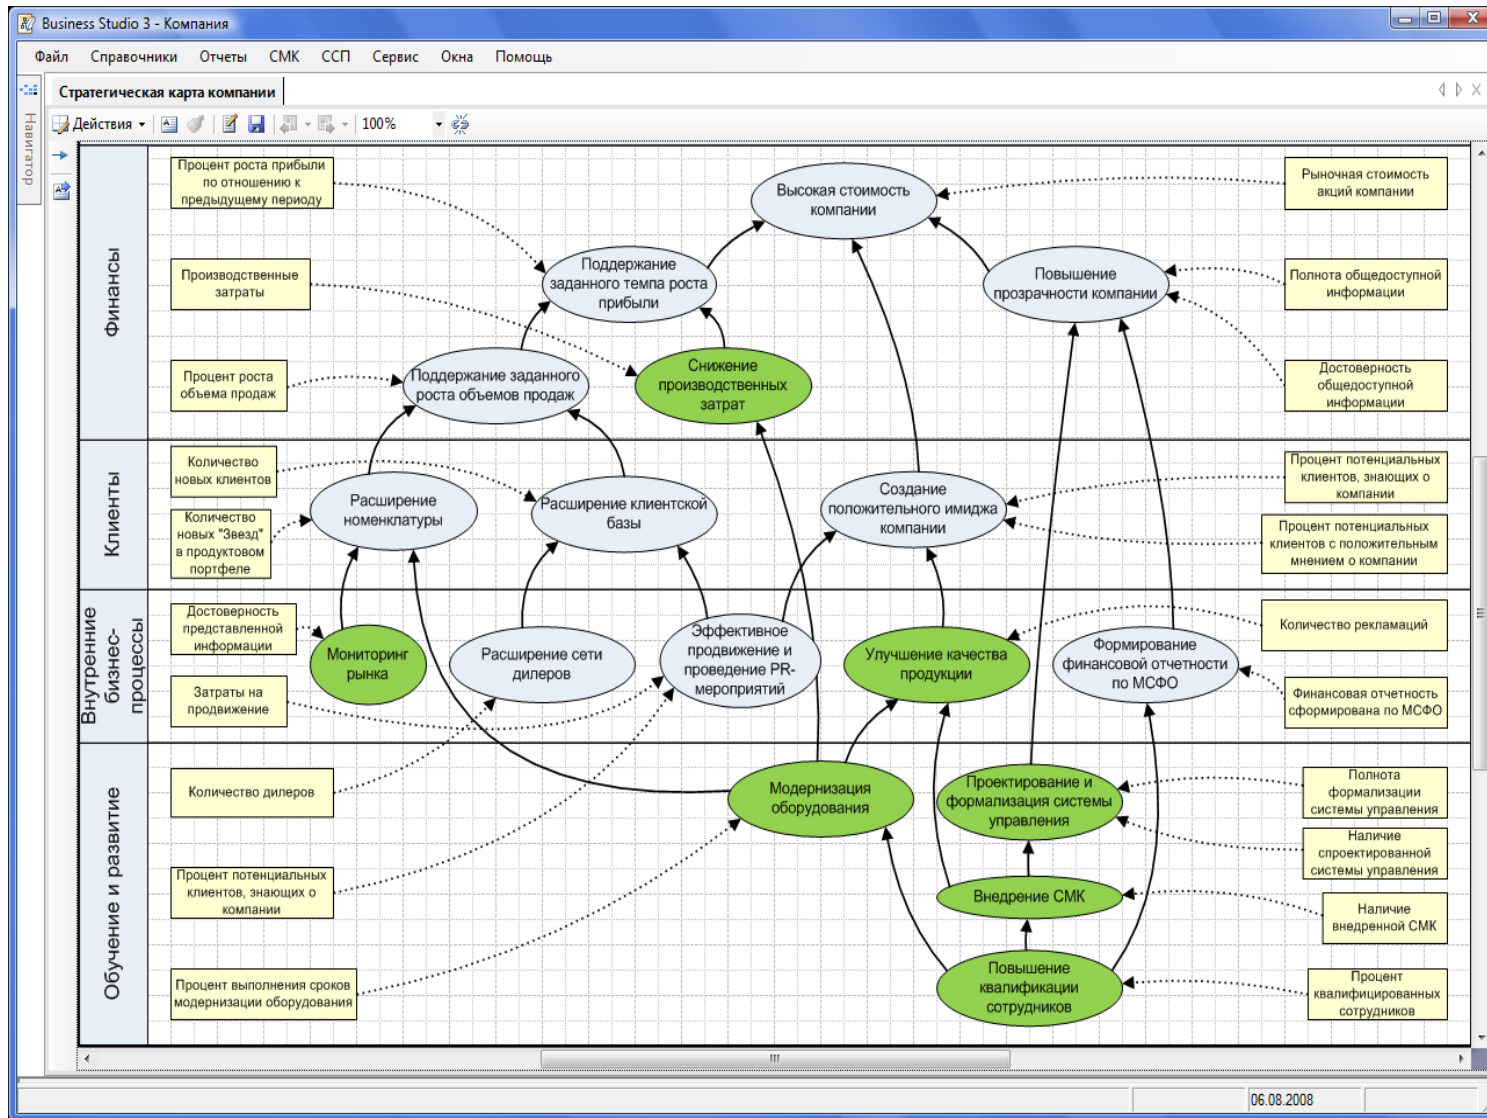 Business Studio 3 - Компания
Файл Справочники Отчеты СМК ССП Сервис Окна Помощь
Навигатор
Стратегическая карта компании
Действия 100%
Финансы
Процент роста прибыли
по отношению к
предыдущему периоду
Высокая стоимость
компании
Рыночная стоимость
акций компании
Производственные
затраты
Поддержание
заданного темпа роста
прибыли
Повышение
прозрачности компании
Полнота общедоступной
информации
Процент роста
объема продаж
Поддержание заданного
роста объемов продаж
Снижение
производственных
затрат
Достоверность
общедоступной
информации
Клиенты
Количество
новых клиентов
Количество
новых "Звезд"
в продуктовом
портфеле
Расширение
номенклатуры
Расширение клиентской
базы
Создание
положительного имиджа
компании
Процент потенциальных
клиентов, знающих о
компании
Процент потенциальных
клиентов с положительным
мнением о компании
Внутренние
бизнес-
процессы
Достоверность
представленной
информации
Затраты на
продвижение
Мониторинг
рынка
Расширение сети
дилеров
Эффективное
продвижение и
проведение PR-
мероприятий
Улучшение качества
продукции
Формирование
финансовой отчетности
по МСФО
Количество рекламаций
Финансовая отчетность
сформирована по МСФО
Обучение и развитие
Количество дилеров
Процент потенциальных
клиентов, знающих о
компании
Процент выполнения сроков
модернизации оборудования
Модернизация
оборудования
Проектирование и
формализация системы
управления
Внедрение СМК
Повышение
квалификации
сотрудников
Полнота
формализации
системы управления
Наличие
спроектированной
системы управления
Наличие
внедренной СМК
Процент
квалифицированных
сотрудников
06.08.2008